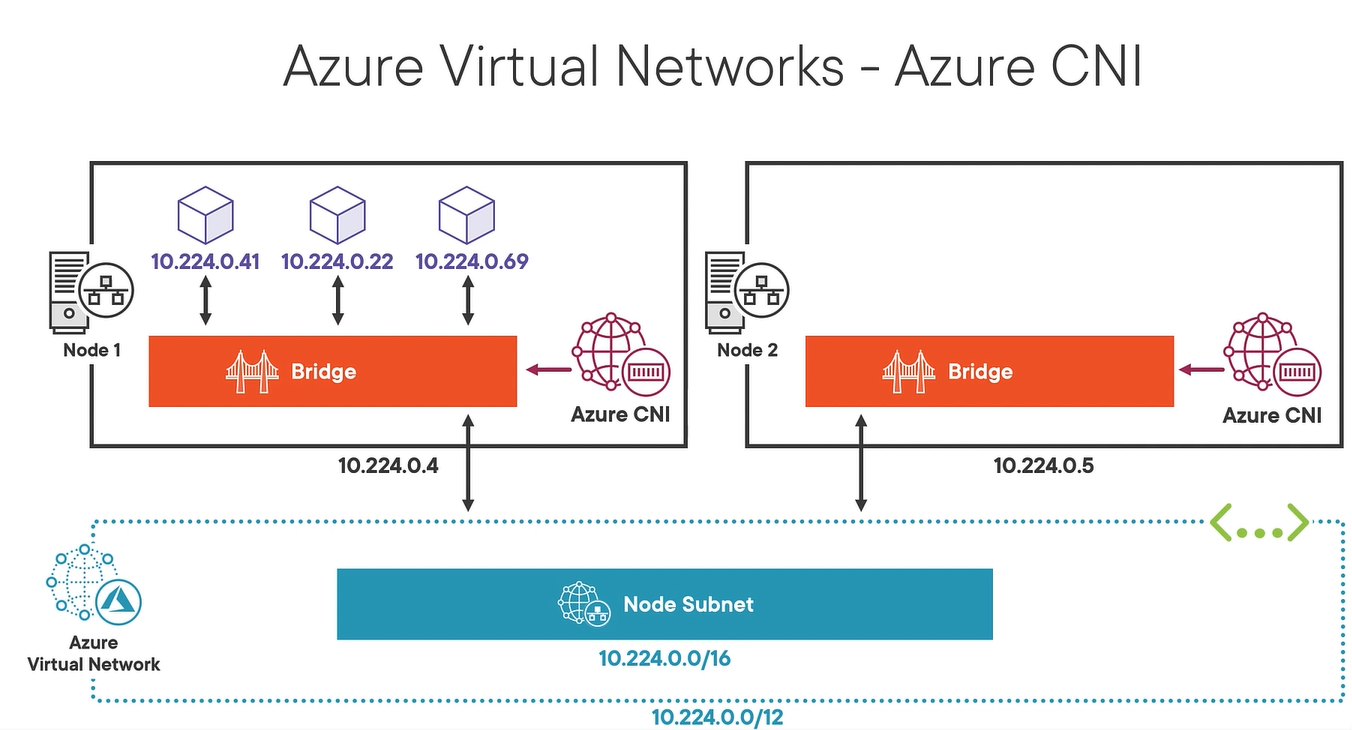 Azure Virtual Networks - Azure CNI
10.224.0.41
10.224.0.22
10.224.0.69
Node 1
Bridge
Azure CNI
10.224.0.4
Node 2
Bridge
Azure CNI
10.224.0.5
Azure
Virtual Network
Node Subnet
10.224.0.0/16
10.224.0.0/12